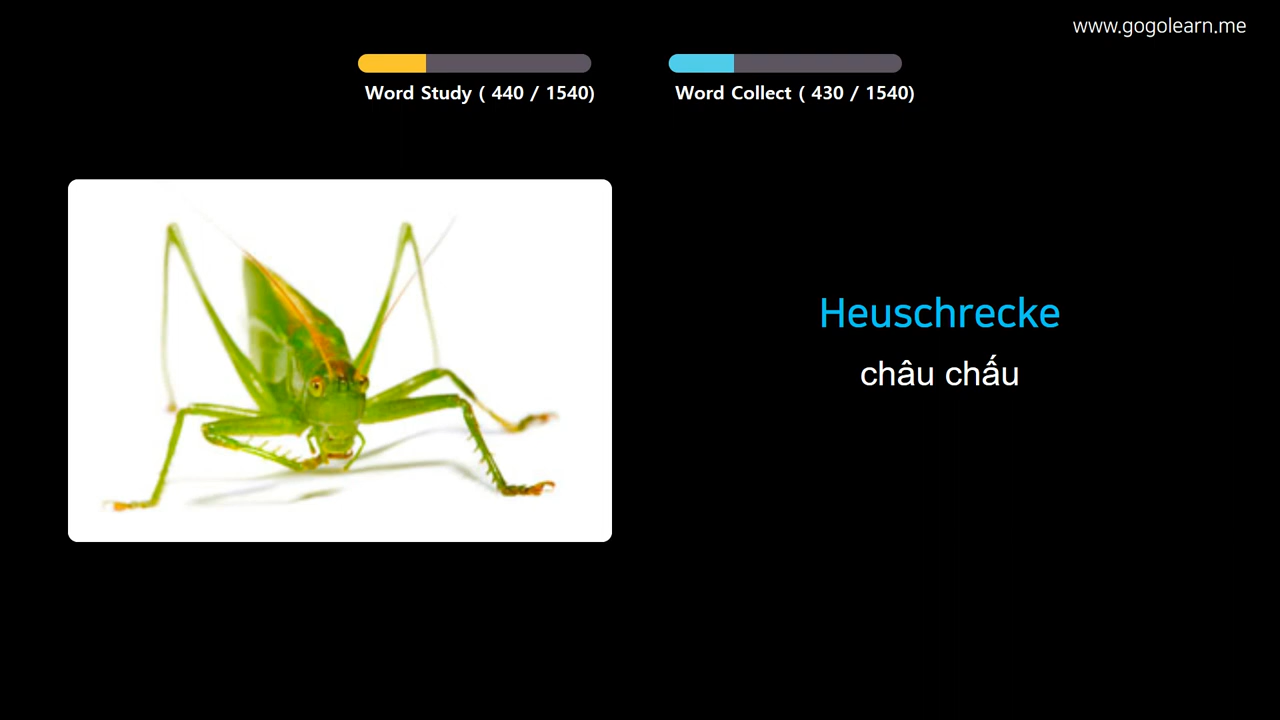 www.gogolearn.me
Word Study ( 440 / 1540)
Word Collect ( 430 / 1540)
Heuschrecke
châu chấu